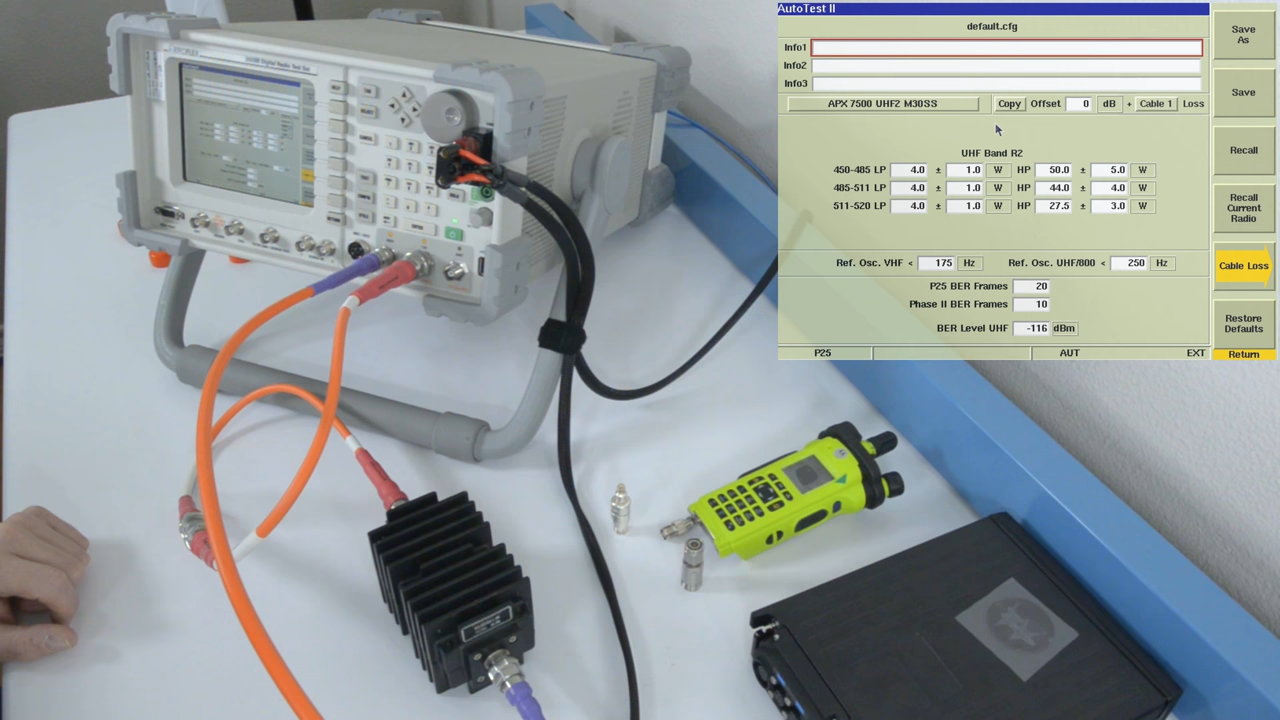 AutoTest II
default.cfg
Info1
Info2
Info3
APX 7500 UHF2 M30SS Copy Offset 0 dB + Cable 1 Loss
UHF Band R2
450-485 LP 4.0 ± 1.0 W HP 50.0 ± 5.0 W
485-511 LP 4.0 ± 1.0 W HP 44.0 ± 4.0 W
511-520 LP 4.0 ± 1.0 W HP 27.5 ± 3.0 W
Ref. Osc. VHF < 175 Hz Ref. Osc. UHF/800 < 250 Hz
P25 BER Frames 20
Phase II BER Frames 10
BER Level UHF -116 dBm
P25 AUT EXT
Save As
Save
Recall
Recall Current Radio
Cable Loss
Restore Defaults
Return
Digital Radio Test Set